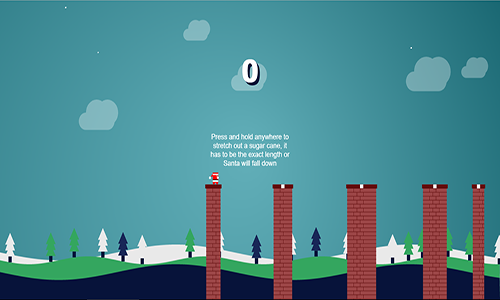 0
Press and hold anywhere to
stretch out a sugar cane, it
has to be the exact length or
Santa will fall down